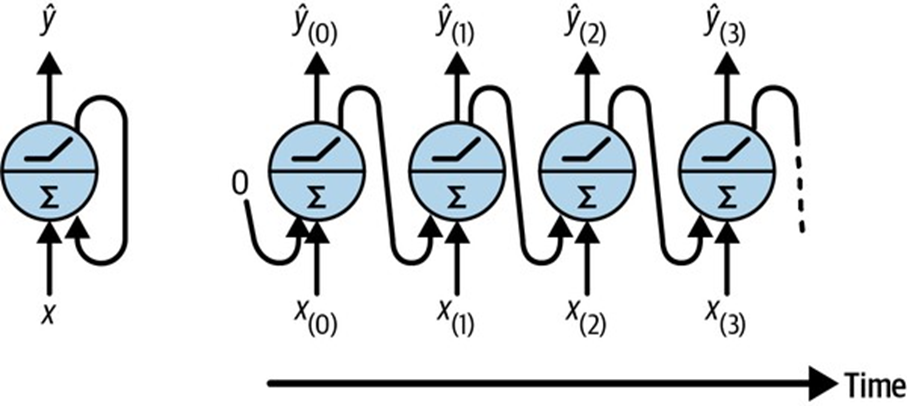 ŷ ŷ(0) ŷ(1) ŷ(2) ŷ(3)
0
Σ Σ Σ Σ Σ
x x(0) x(1) x(2) x(3)
Time